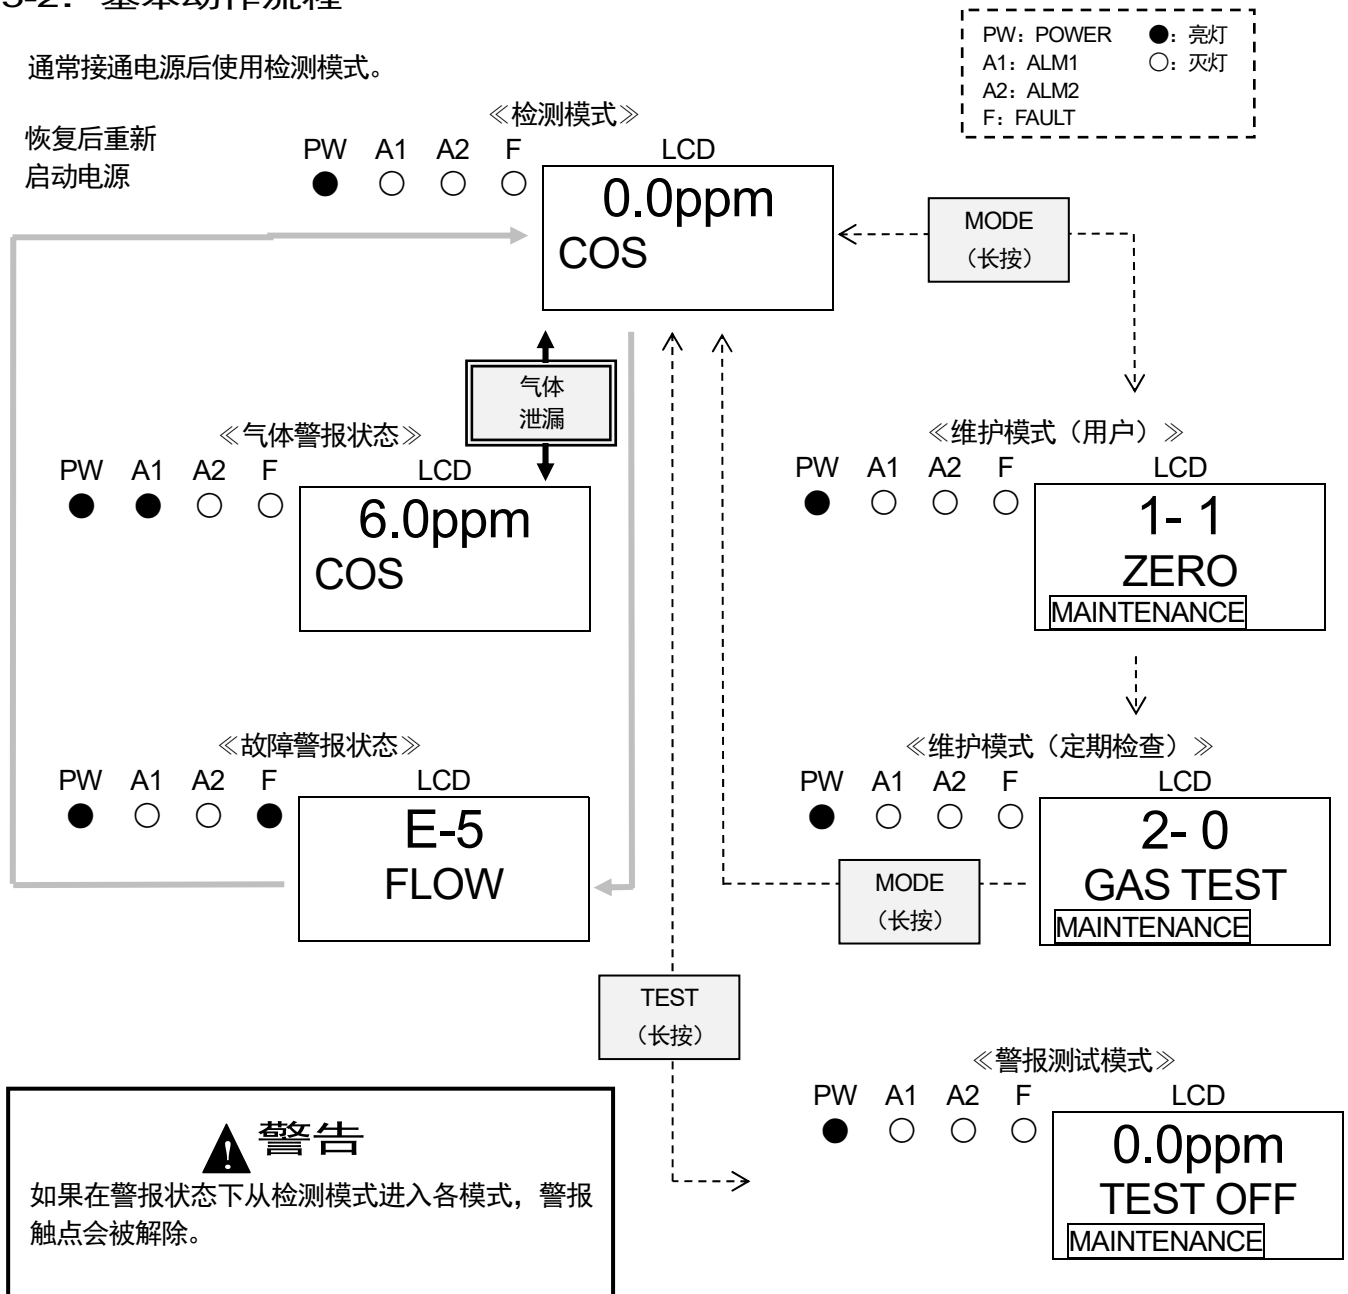 5-2：基本动作流程
通常接通电源后使用检测模式。
PW：POWER ●：亮灯
A1：ALM1 ○：灭灯
A2：ALM2
F：FAULT
恢复后重新
启动电源
≪检测模式≫
PW A1 A2 F LCD
● ○ ○ ○
0.0ppm
COS
MODE
（长按）
气体
泄漏
≪气体警报状态≫
PW A1 A2 F LCD
● ● ○ ○
6.0ppm
COS
≪维护模式（用户）≫
PW A1 A2 F LCD
● ○ ○ ○
1- 1
ZERO
MAINTENANCE
≪故障警报状态≫
PW A1 A2 F LCD
● ○ ○ ●
E-5
FLOW
≪维护模式（定期检查）≫
PW A1 A2 F LCD
● ○ ○ ○
2- 0
GAS TEST
MAINTENANCE
MODE
（长按）
TEST
（长按）
≪警报测试模式≫
PW A1 A2 F LCD
● ○ ○ ○
0.0ppm
TEST OFF
MAINTENANCE
警告
如果在警报状态下从检测模式进入各模式，警报
触点会被解除。